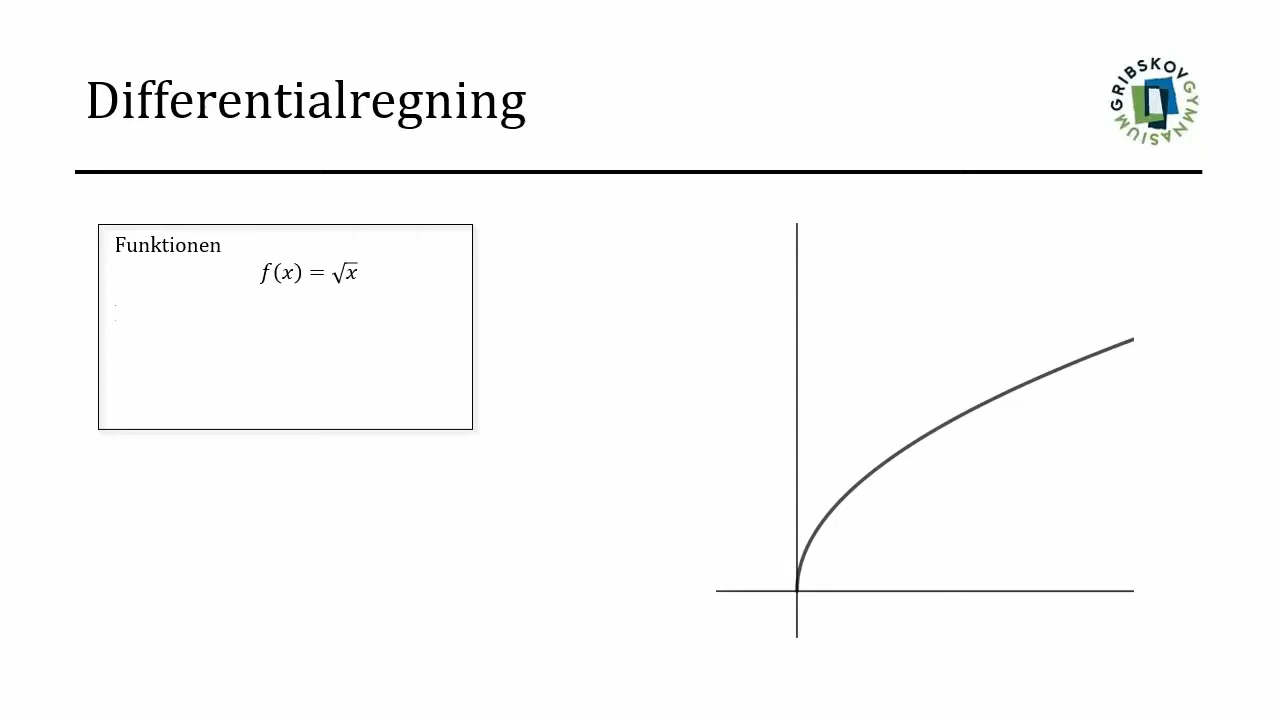 Differentialregning
GRIBSKOV GYMNASIUM
Funktionen
f(x) = √x